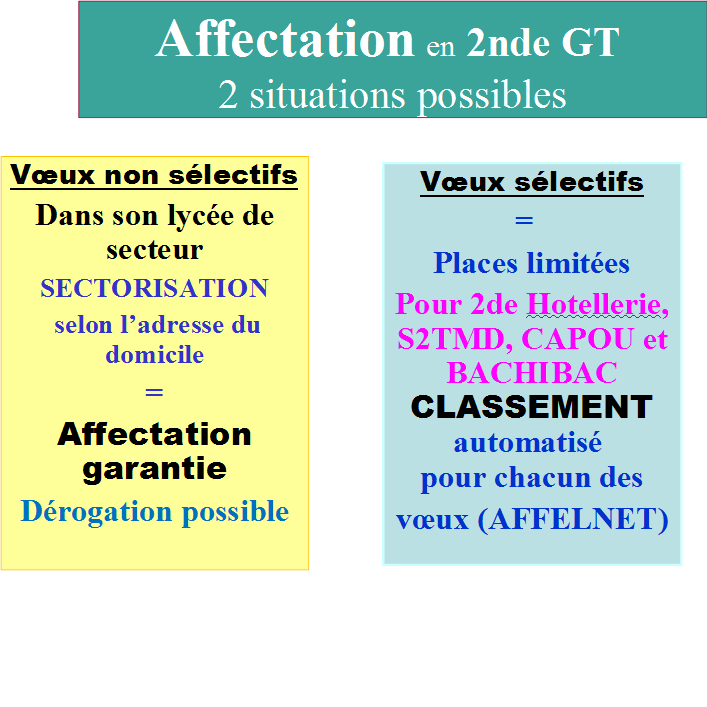 Affectation en 2nde GT
2 situations possibles
Vœux non sélectifs
Dans son lycée de
secteur
SECTORISATION
selon l’adresse du
domicile
=
Affectation
garantie
Dérogation possible
Vœux sélectifs
=
Places limitées
Pour 2de Hotellerie,
S2TMD, CAPOU et
BACHIBAC
CLASSEMENT
automatisé
pour chacun des
vœux (AFFELNET)